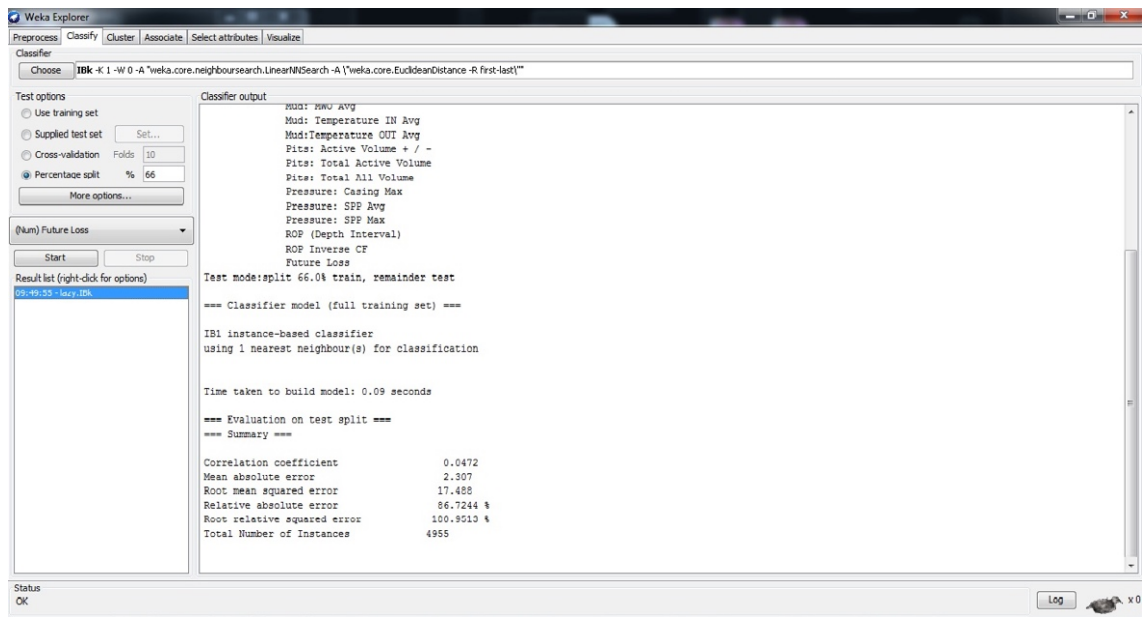 Weka Explorer
Preprocess Classify Cluster Associate Select attributes Visualize
Classifier
Choose IBk -K 1 -W 0 -A "weka.core.neighboursearch.LinearNNSearch -A \"weka.core.EuclideanDistance -R first-last\""
Test options
Use training set
Supplied test set Set...
Cross-validation Folds 10
Percentage split % 66
More options...
(Num) Future Loss
Start Stop
Result list (right-click for options)
09:49:55 - lazy.IBk
Classifier output
Mud: MWO Avg
Mud: Temperature IN Avg
Mud:Temperature OUT Avg
Pits: Active Volume + / -
Pits: Total Active Volume
Pits: Total All Volume
Pressure: Casing Max
Pressure: SPP Avg
Pressure: SPP Max
ROP (Depth Interval)
ROP Inverse CF
Future Loss
Test mode:split 66.0% train, remainder test
=== Classifier model (full training set) ===
IB1 instance-based classifier
using 1 nearest neighbour(s) for classification
Time taken to build model: 0.09 seconds
=== Evaluation on test split ===
=== Summary ===
Correlation coefficient 0.0472
Mean absolute error 2.307
Root mean squared error 17.488
Relative absolute error 86.7244 %
Root relative squared error 100.9513 %
Total Number of Instances 4955
Status
OK
Log x 0